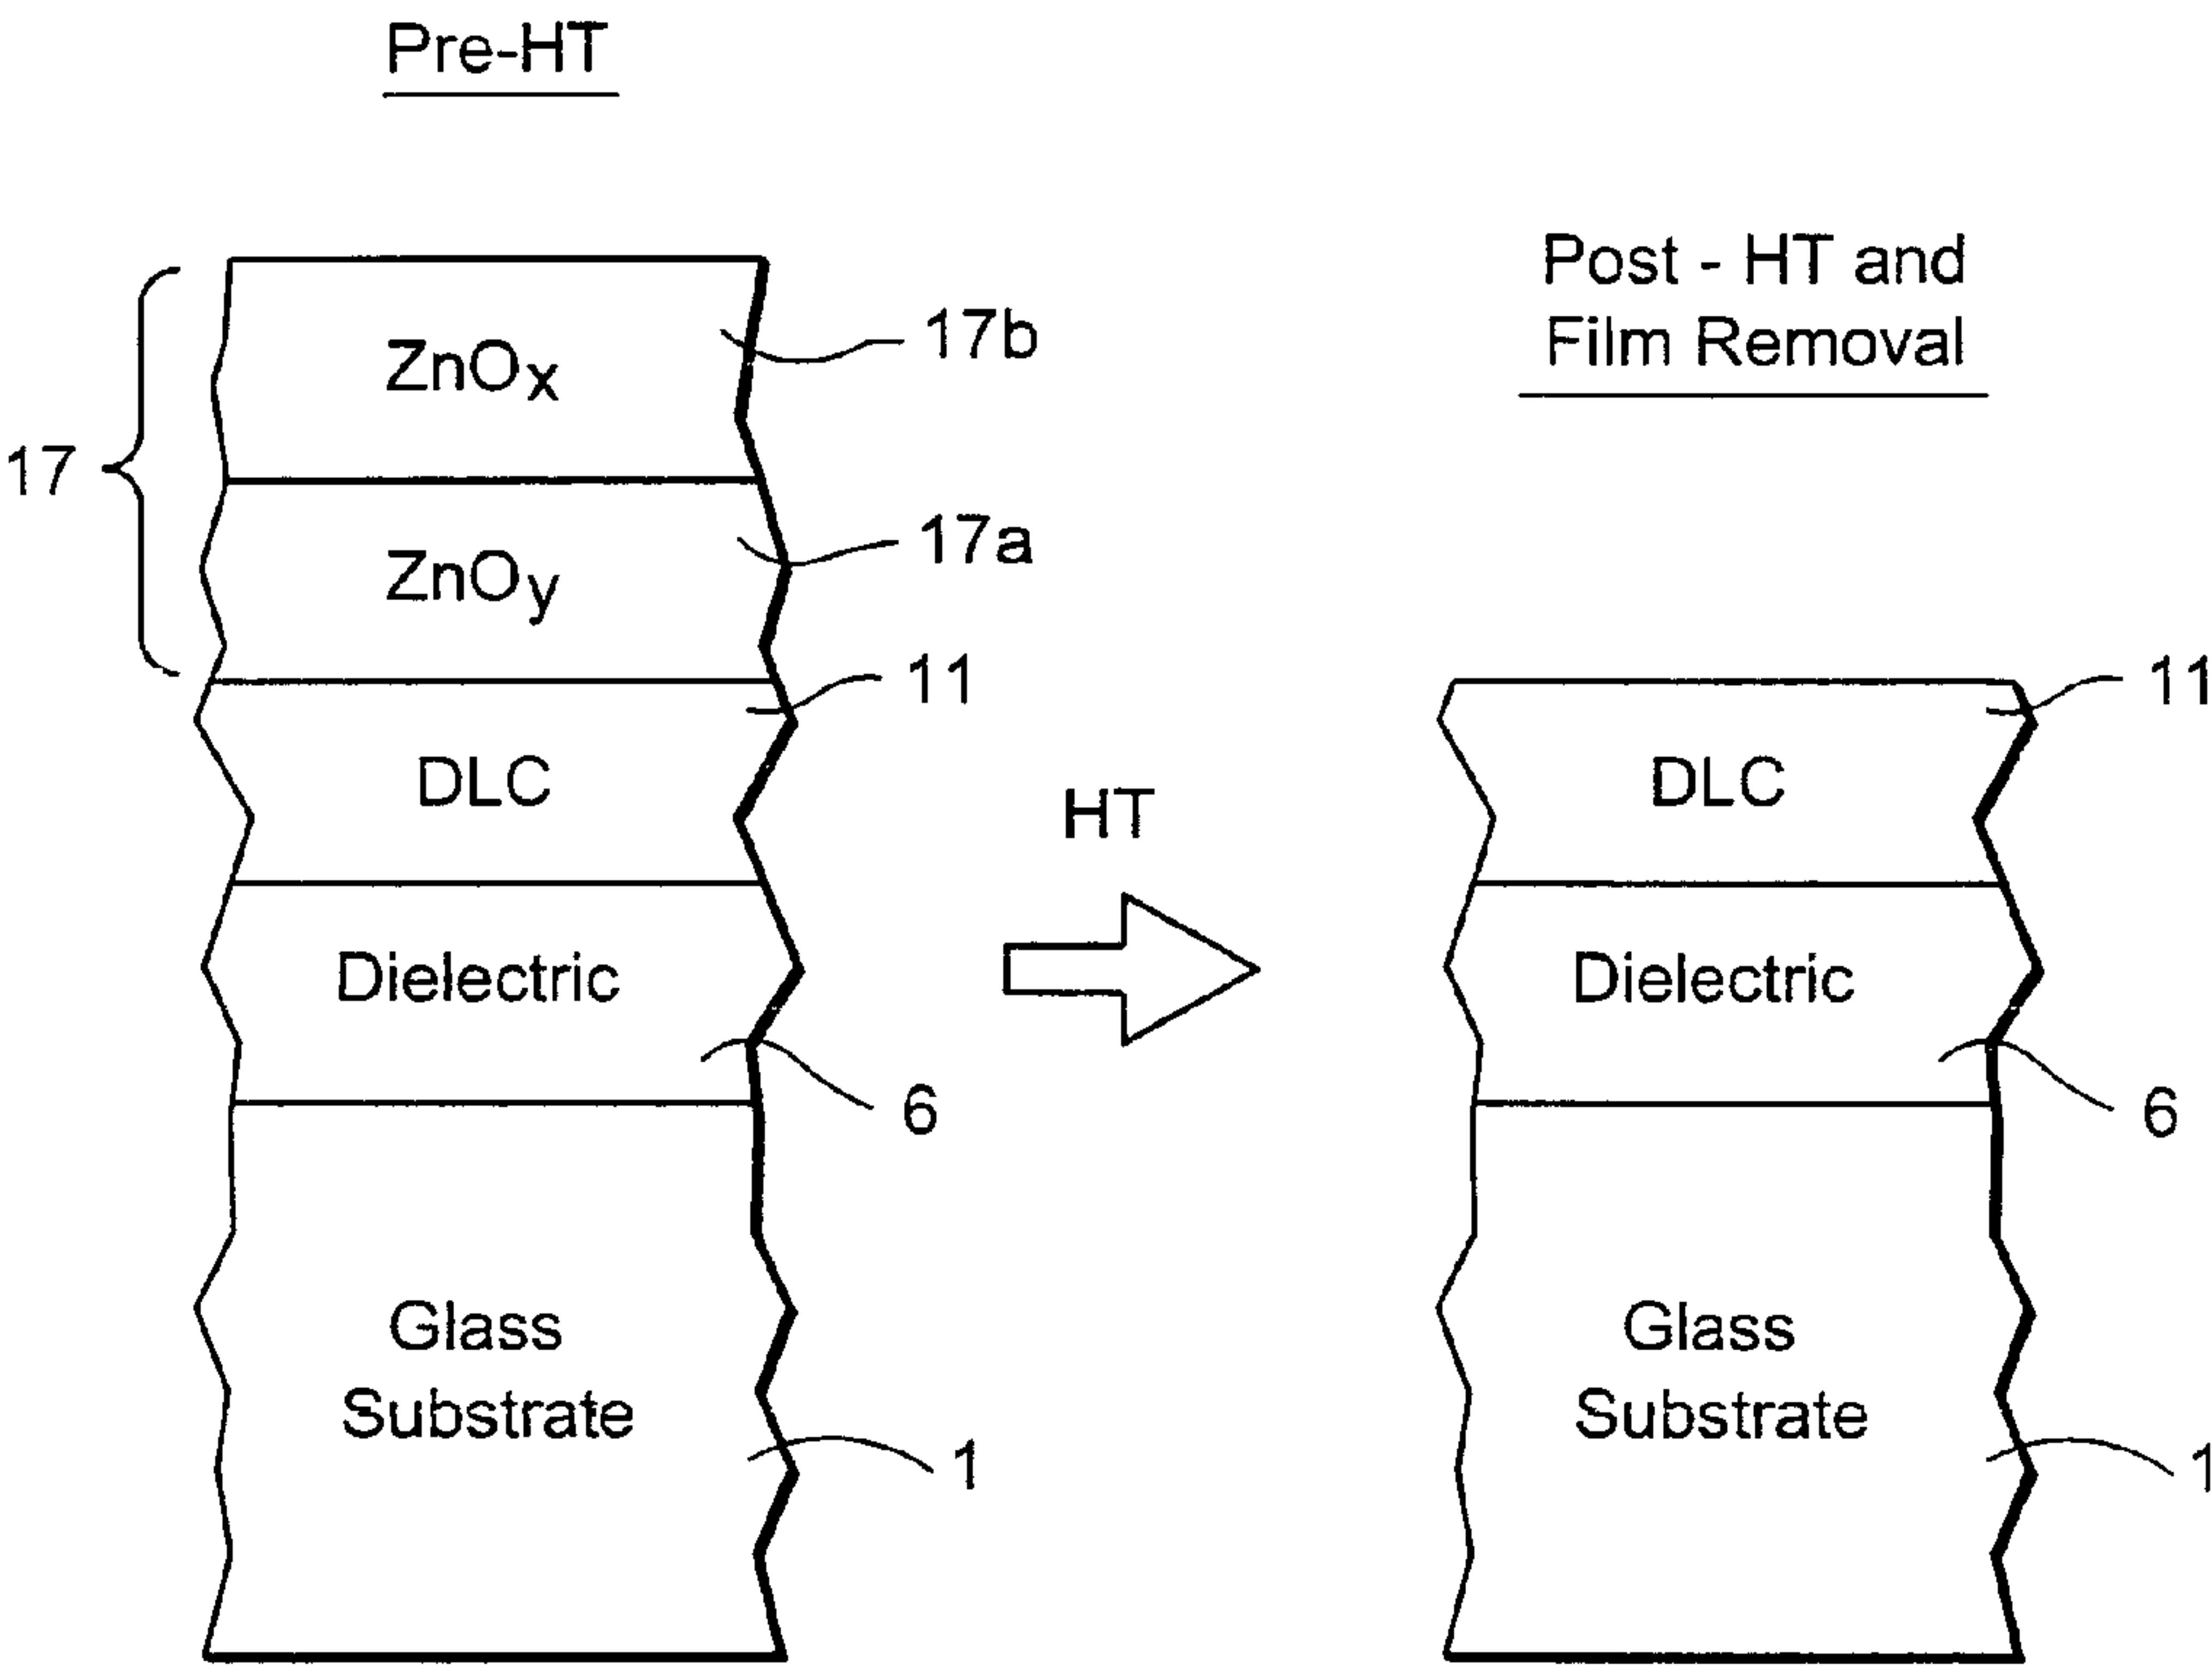 Pre-HT
17
ZnOx
17b
ZnOy
17a
11
DLC
Dielectric
6
Glass
Substrate
1
HT
Post - HT and
Film Removal
11
DLC
Dielectric
6
Glass
Substrate
1